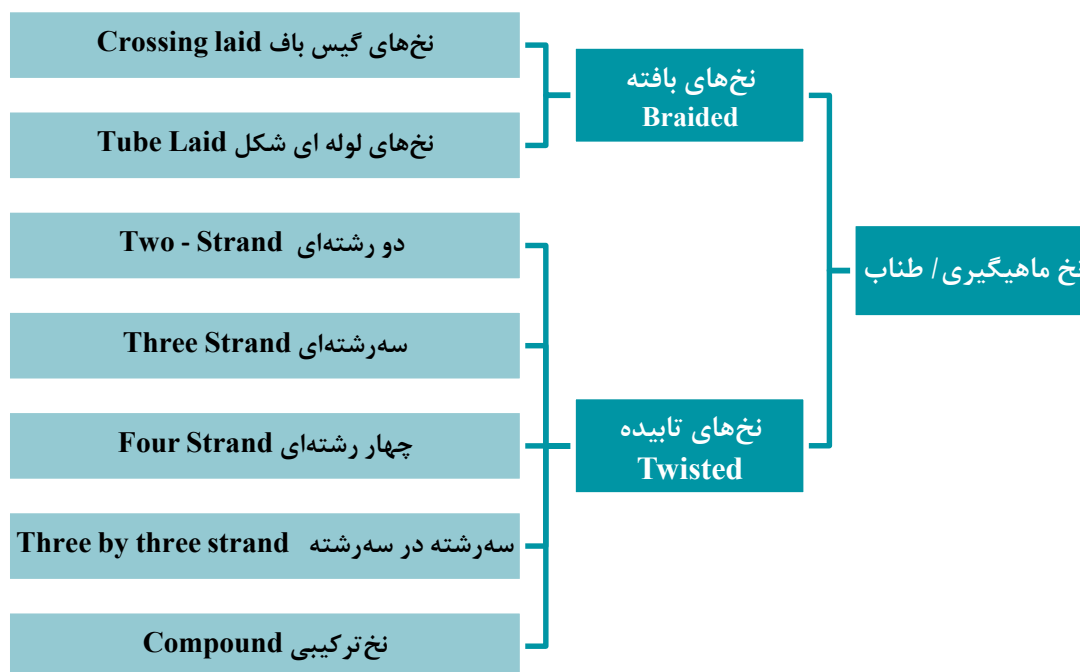 نخ ماهیگیری/ طناب
نخ‌های بافته
Braided
نخ‌های گیس باف Crossing laid
نخ‌های لوله ای شکل Tube Laid
نخ‌های تابیده
Twisted
دو رشته‌ای Two - Strand
سه‌رشته‌ای Three Strand
چهار رشته‌ای Four Strand
سه‌رشته در سه‌رشته Three by three strand
نخ‌ترکیبی Compound